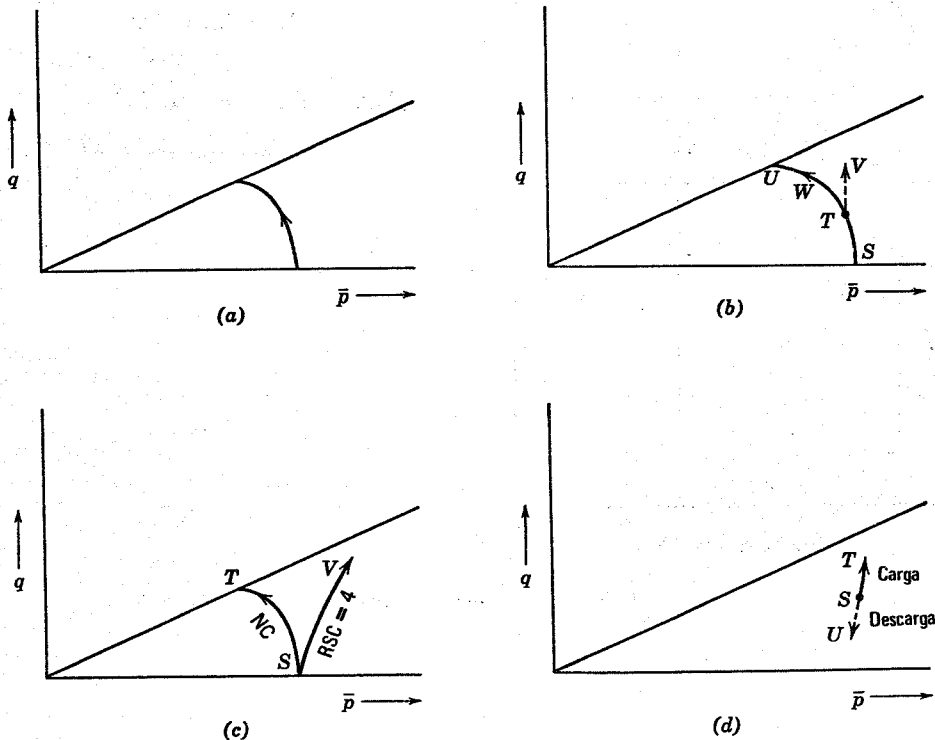 q
p̄
(a)
q
U
W
V
T
S
p̄
(b)
q
T
V
NC
RSC = 4
S
p̄
(c)
q
T
Carga
S
Descarga
U
p̄
(d)